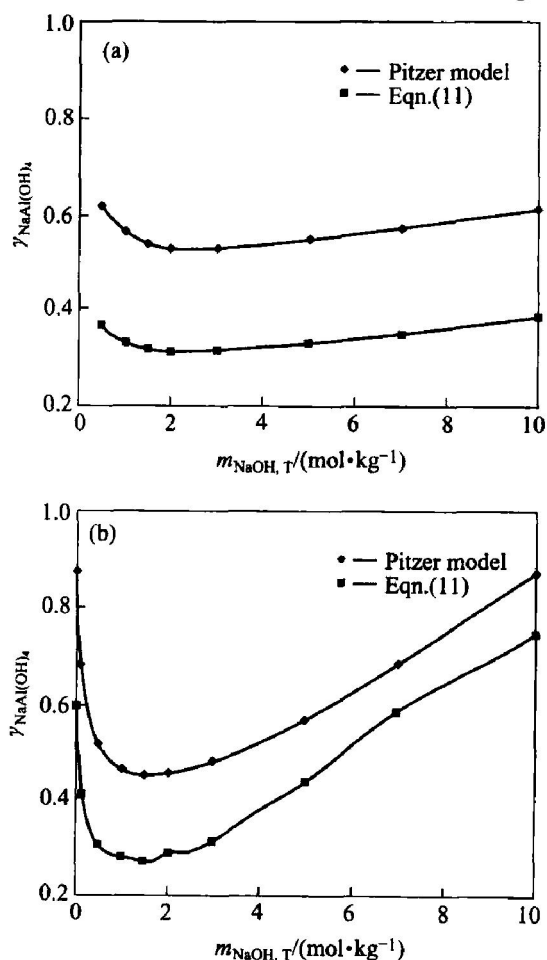 1.0
(a)
Pitzer model
Eqn.(11)
0.8
0.6
0.4
0.2
γNaAl(OH)₄
0 2 4 6 8 10
mNaOH, T/(mol•kg⁻¹)
1.0
(b)
Pitzer model
Eqn.(11)
0.8
0.6
0.4
0.2
γNaAl(OH)₄
0 2 4 6 8 10
mNaOH, T/(mol•kg⁻¹)